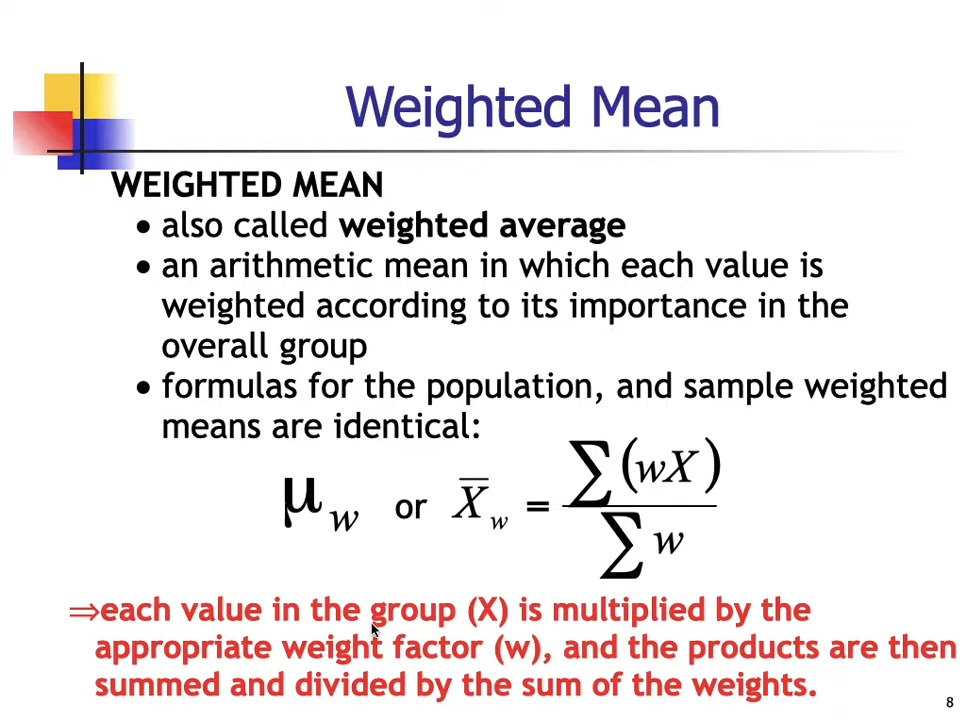 Weighted Mean
WEIGHTED MEAN
• also called weighted average
• an arithmetic mean in which each value is
weighted according to its importance in the
overall group
• formulas for the population, and sample weighted
means are identical:
μ_w or X̅_w = ∑(wX) / ∑w
⇒each value in the group (X) is multiplied by the
appropriate weight factor (w), and the products are then
summed and divided by the sum of the weights.
8